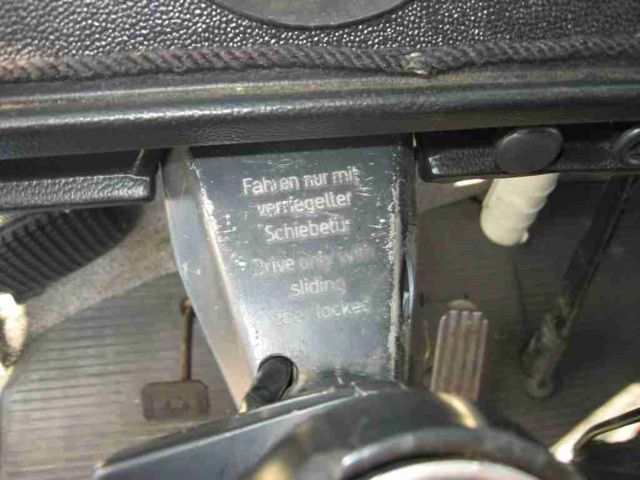 Fahren nur mit
verriegelter
Schiebetür
Drive only with
sliding
door locked